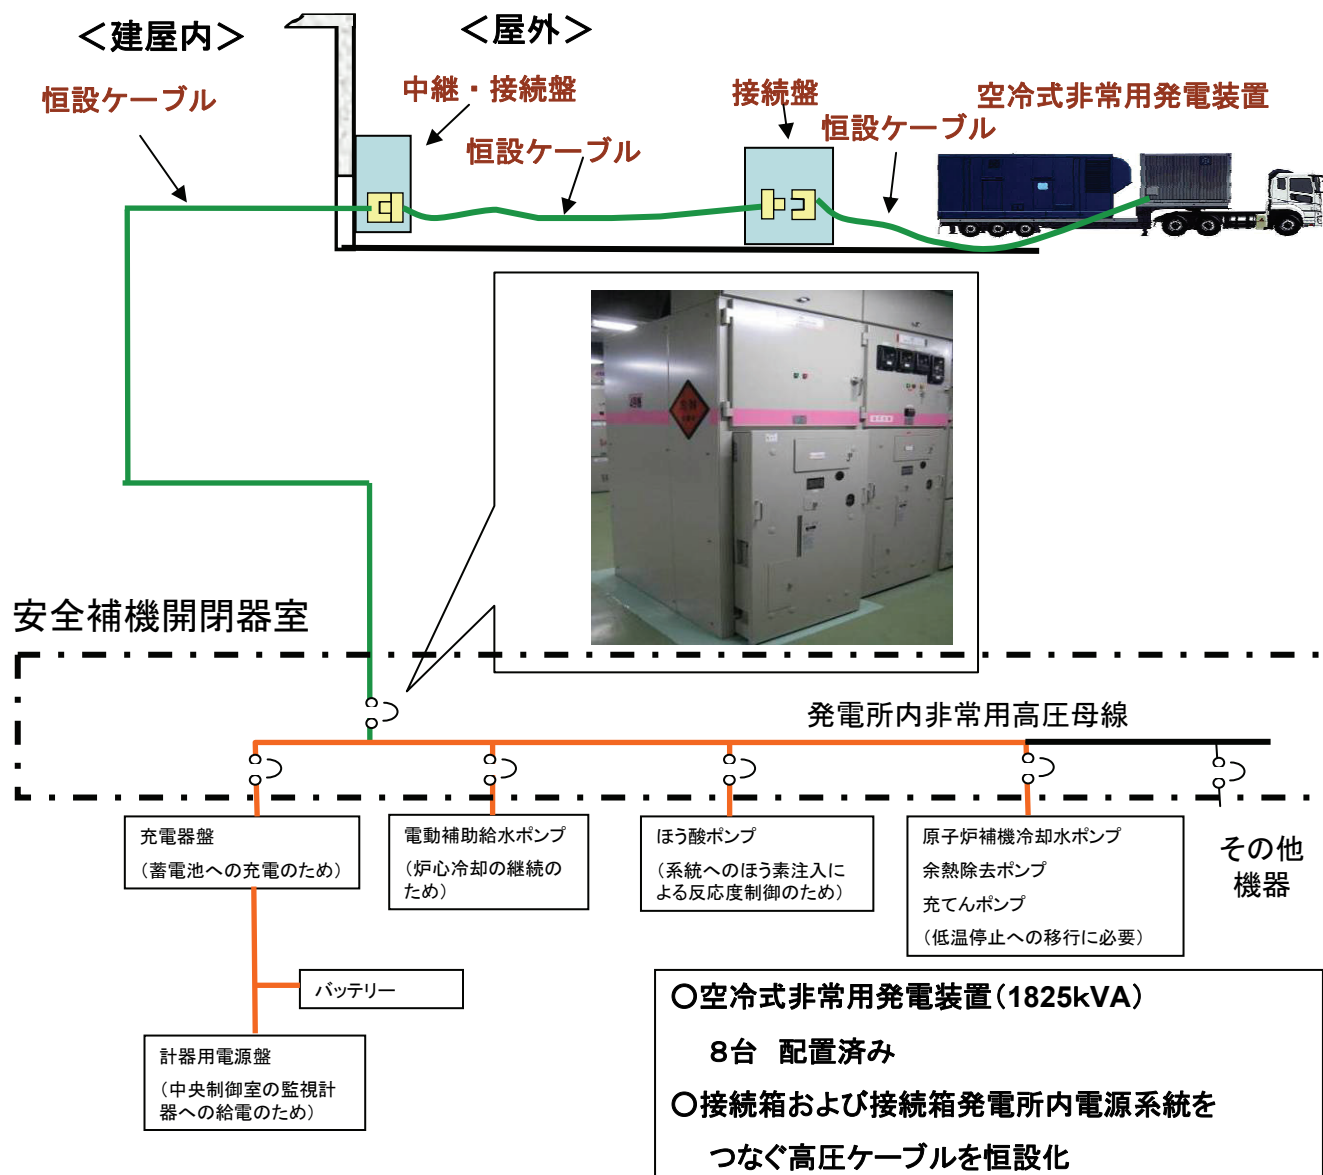 ＜建屋内＞
＜屋外＞
恒設ケーブル
中継・接続盤
恒設ケーブル
接続盤
恒設ケーブル
空冷式非常用発電装置
安全補機開閉器室
発電所内非常用高圧母線
充電器盤
（蓄電池への充電のため）
電動補助給水ポンプ
（炉心冷却の継続の
ため）
ほう酸ポンプ
（系統へのほう素注入に
よる反応度制御のため）
原子炉補機冷却水ポンプ
余熱除去ポンプ
充てんポンプ
（低温停止への移行に必要）
その他
機器
バッテリー
計器用電源盤
（中央制御室の監視計
器への給電のため）
○空冷式非常用発電装置（1825kVA）
８台　配置済み
○接続箱および接続箱発電所内電源系統を
つなぐ高圧ケーブルを恒設化